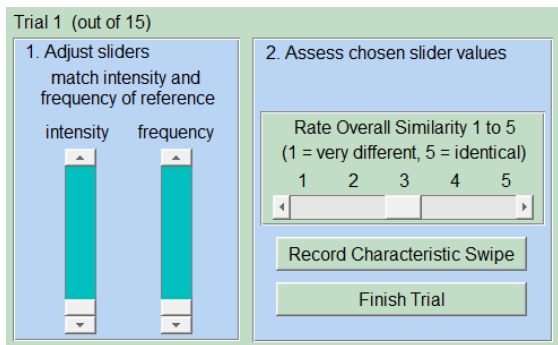 Trial 1 (out of 15)
1. Adjust sliders
match intensity and
frequency of reference
intensity frequency
2. Assess chosen slider values
Rate Overall Similarity 1 to 5
(1 = very different, 5 = identical)
1 2 3 4 5
Record Characteristic Swipe
Finish Trial